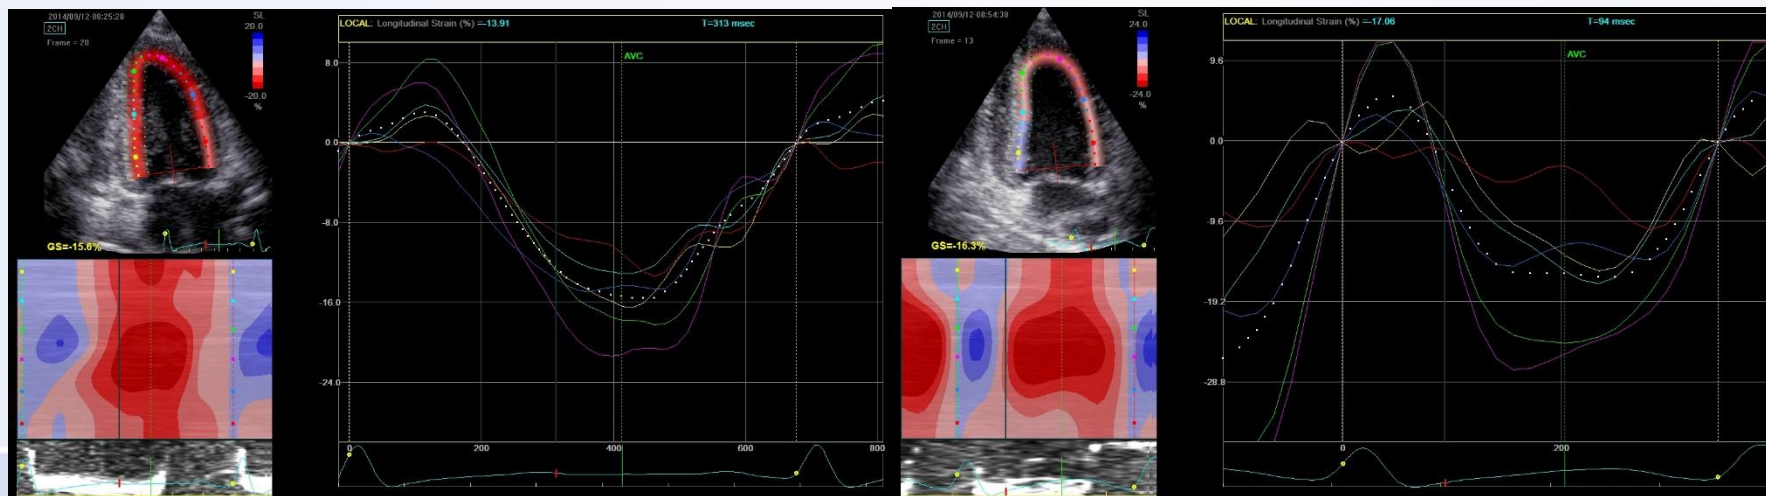 2014/09/12-08:25:20
2CH
Frame = 20
SL
20.0
-20.0
%
GS=-15.6%
LOCAL: Longitudinal Strain (%) =-13.91
T=313 msec
AVC
8.0
0.0
-8.0
-16.0
-24.0
0
200
400
600
800
2014/09/12-08:54:38
2CH
Frame = 13
SL
24.0
-24.0
%
GS=-16.3%
LOCAL: Longitudinal Strain (%) =-17.06
T=94 msec
AVC
9.6
0.0
-9.6
-19.2
-28.8
0
200